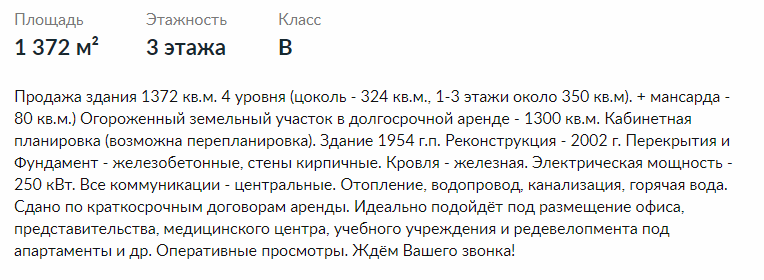 Площадь Этажность Класс
1 372 м² 3 этажа B
Продажа здания 1372 кв.м. 4 уровня (цоколь - 324 кв.м., 1-3 этажи около 350 кв.м). + мансарда -
80 кв.м.) Огороженный земельный участок в долгосрочной аренде - 1300 кв.м. Кабинетная
планировка (возможна перепланировка). Здание 1954 г.п. Реконструкция - 2002 г. Перекрытия и
Фундамент - железобетонные, стены кирпичные. Кровля - железная. Электрическая мощность -
250 кВт. Все коммуникации - центральные. Отопление, водопровод, канализация, горячая вода.
Сдано по краткосрочным договорам аренды. Идеально подойдёт под размещение офиса,
представительства, медицинского центра, учебного учреждения и редевелопмента под
апартаменты и др. Оперативные просмотры. Ждём Вашего звонка!